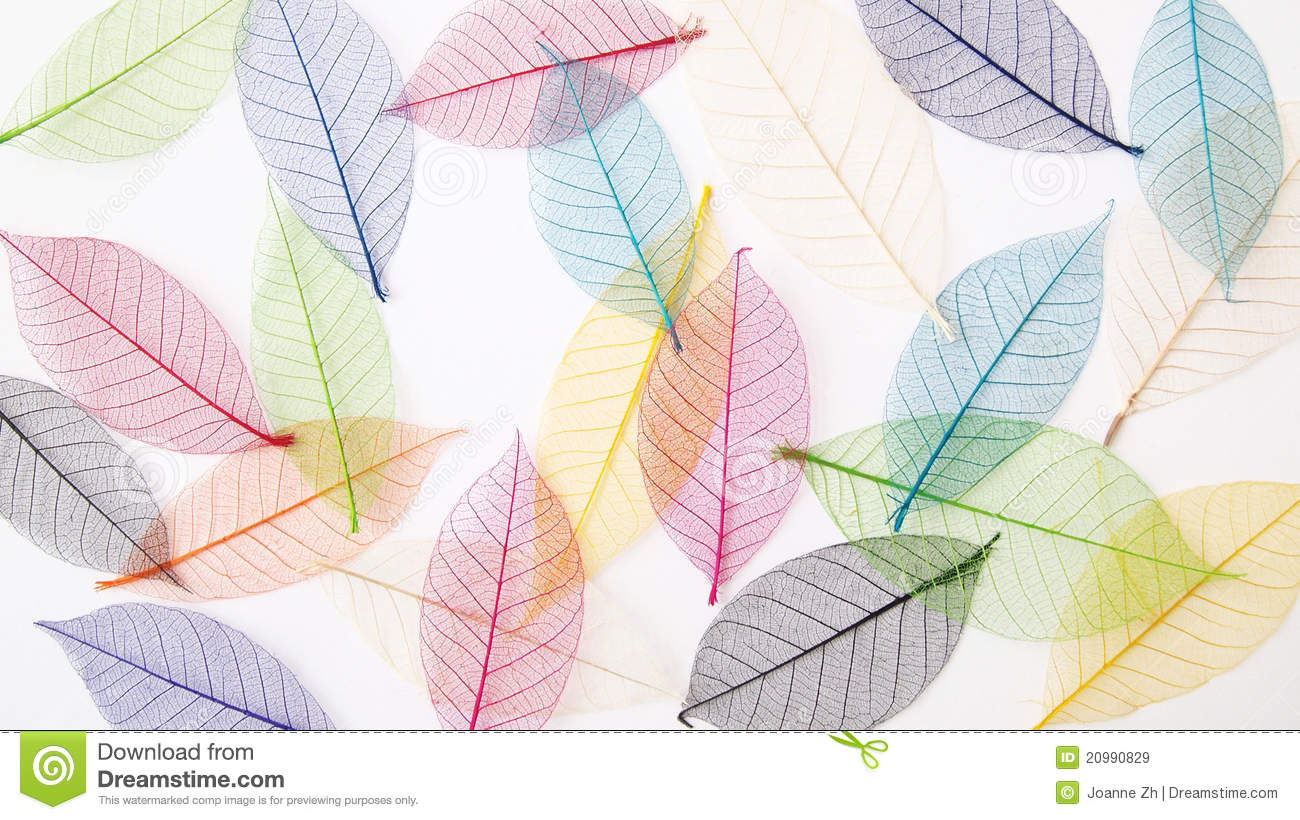 Download from
Dreamstime.com
This watermarked comp image is for previewing purposes only.
ID 20990829
© Joanne Zh | Dreamstime.com